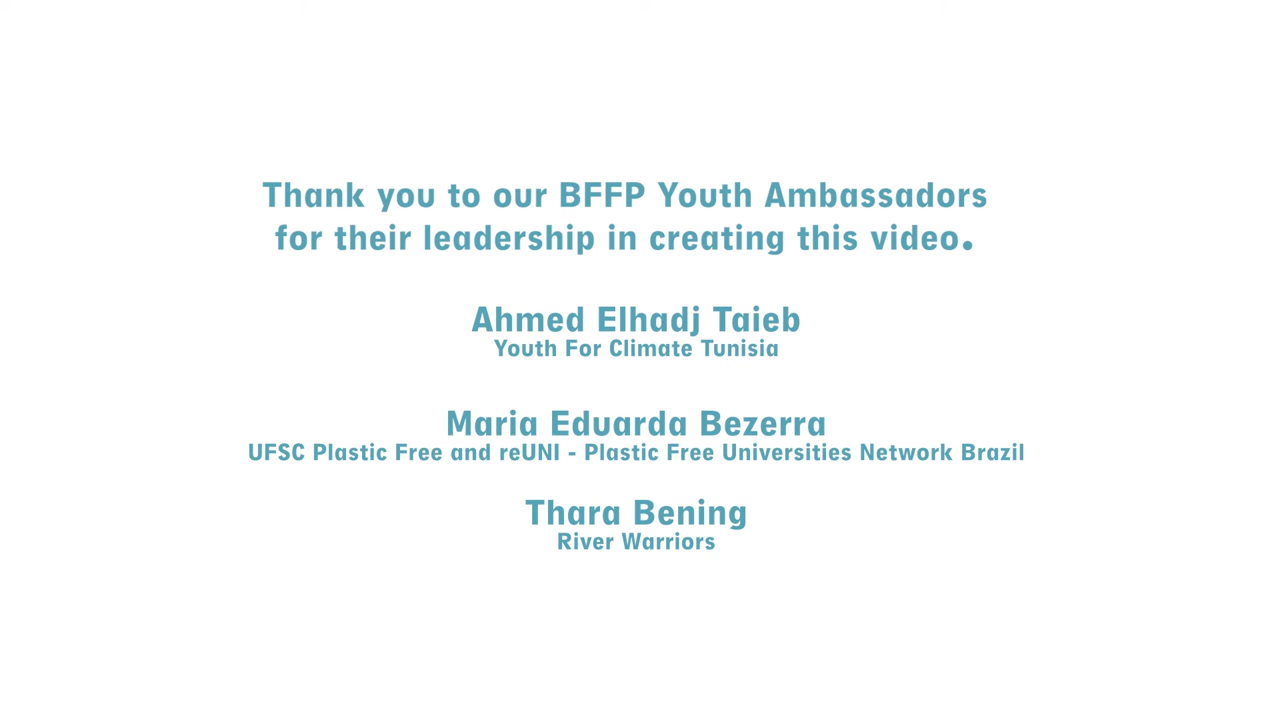 Thank you to our BFFP Youth Ambassadors
for their leadership in creating this video.
Ahmed Elhadj Taieb
Youth For Climate Tunisia
Maria Eduarda Bezerra
UFSC Plastic Free and reUNI - Plastic Free Universities Network Brazil
Thara Bening
River Warriors